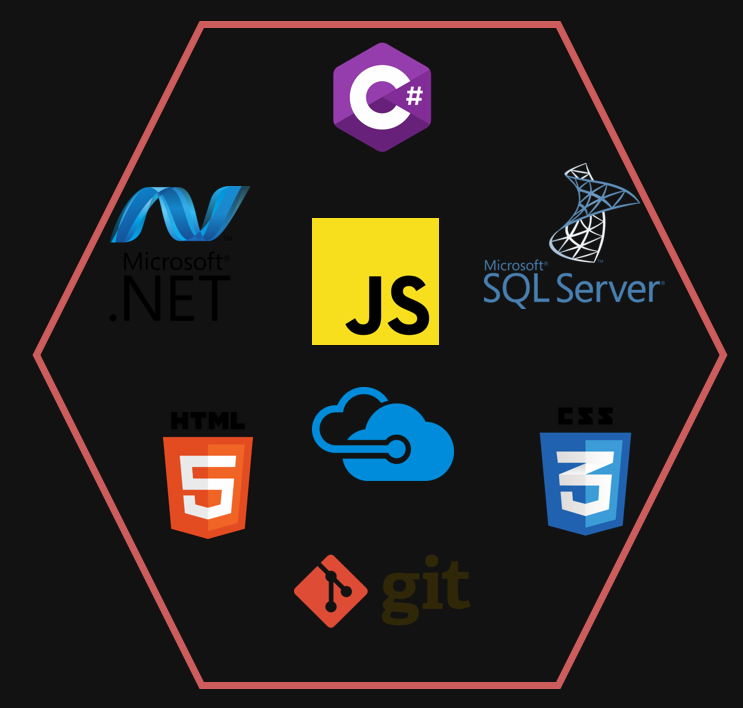 C#
Microsoft®
.NET
JS
Microsoft®
SQL Server®
HTML
5
CSS
3
git